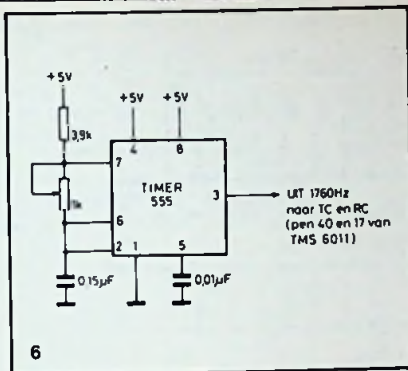 +5V
+5V
+5V
3,9k
4
8
7
TIMER
555
3
UIT 1760Hz
naar TC en RC
(pen 40 en 17 van
TMS 6011)
1k
6
2
1
5
0,15µF
0,01µF
6